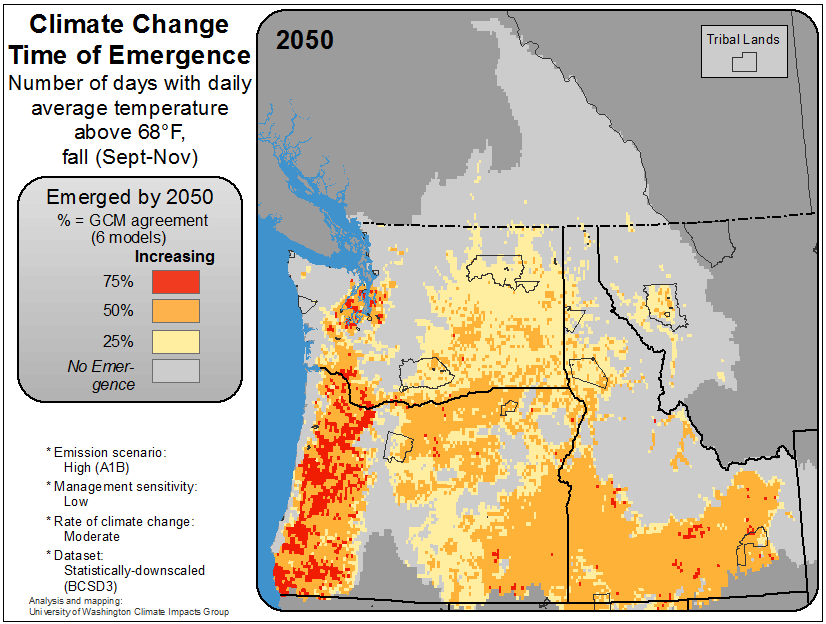 Climate Change
Time of Emergence
Number of days with daily
average temperature
above 68°F,
fall (Sept-Nov)
Emerged by 2050
% = GCM agreement
(6 models)
Increasing
75%
50%
25%
No Emer-
gence
* Emission scenario:
High (A1B)
* Management sensitivity:
Low
* Rate of climate change:
Moderate
* Dataset:
Statistically-downscaled
(BCSD3)
Analysis and mapping:
University of Washington Climate Impacts Group
2050
Tribal Lands